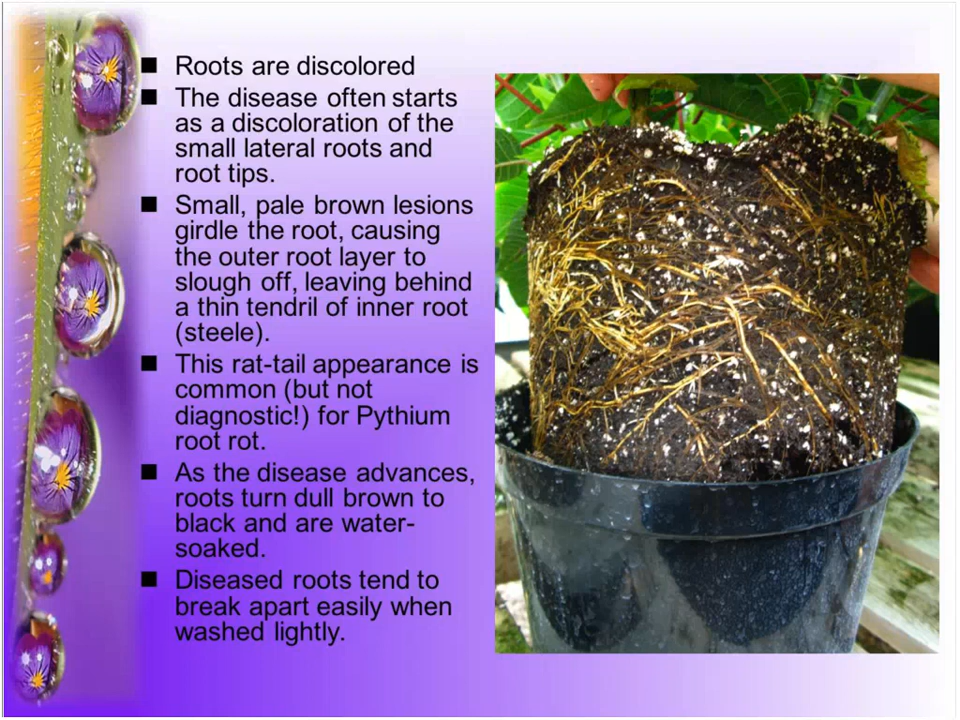 Roots are discolored
The disease often starts
as a discoloration of the
small lateral roots and
root tips.
Small, pale brown lesions
girdle the root, causing
the outer root layer to
slough off, leaving behind
a thin tendril of inner root
(steele).
This rat-tail appearance is
common (but not
diagnostic!) for Pythium
root rot.
As the disease advances,
roots turn dull brown to
black and are water-
soaked.
Diseased roots tend to
break apart easily when
washed lightly.